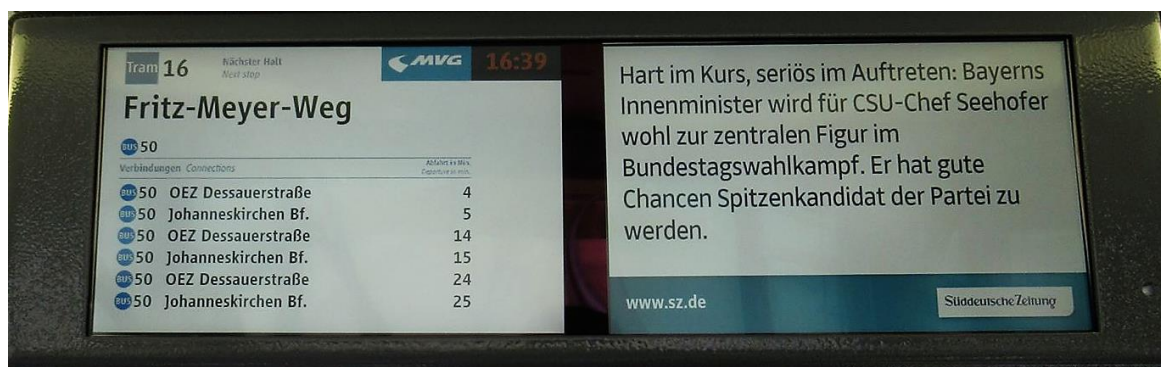 Tram 16 Nächster Halt MVG 16:39
Next stop
Fritz-Meyer-Weg
BUS 50
Verbindungen Connections Abfahrt in Min.
Departure in min.
BUS 50 OEZ Dessauerstraße 4
BUS 50 Johanneskirchen Bf. 5
BUS 50 OEZ Dessauerstraße 14
BUS 50 Johanneskirchen Bf. 15
BUS 50 OEZ Dessauerstraße 24
BUS 50 Johanneskirchen Bf. 25
Hart im Kurs, seriös im Auftreten: Bayerns
Innenminister wird für CSU-Chef Seehofer
wohl zur zentralen Figur im
Bundestagswahlkampf. Er hat gute
Chancen Spitzenkandidat der Partei zu
werden.
www.sz.de Süddeutsche Zeitung